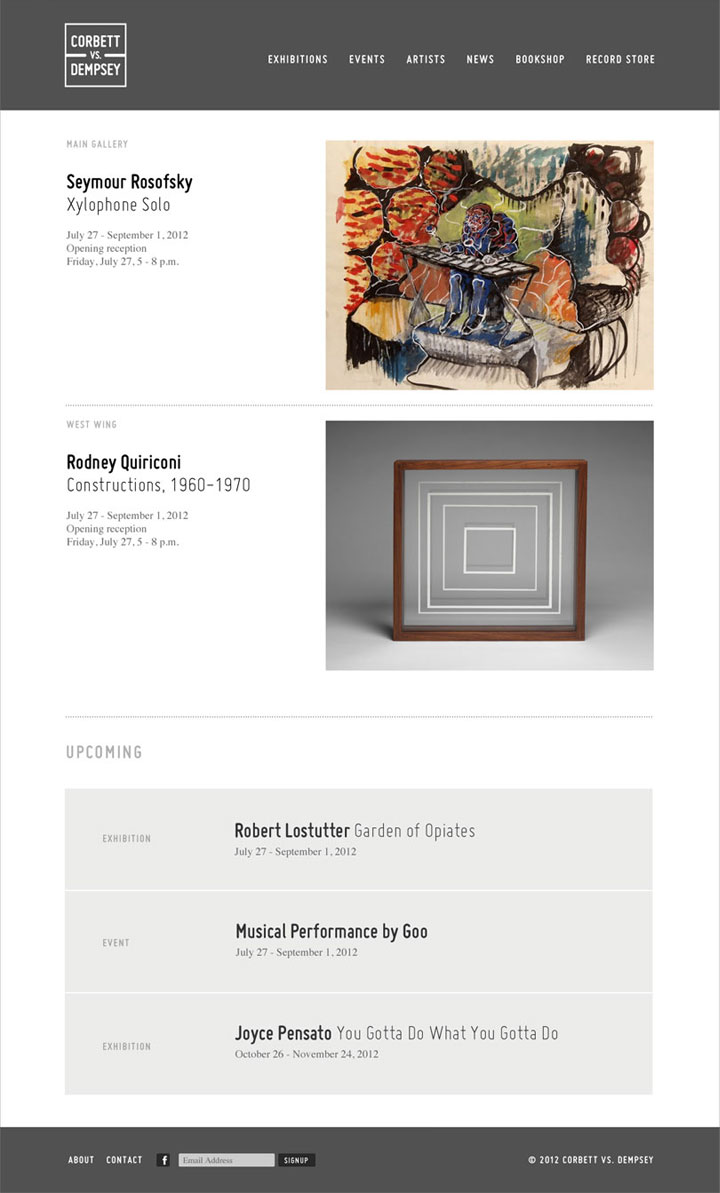 CORBETT
VS.
DEMPSEY
EXHIBITIONS EVENTS ARTISTS NEWS BOOKSHOP RECORD STORE
MAIN GALLERY
Seymour Rosofsky
Xylophone Solo
July 27 - September 1, 2012
Opening reception
Friday, July 27, 5 - 8 p.m.
WEST WING
Rodney Quiriconi
Constructions, 1960-1970
July 27 - September 1, 2012
Opening reception
Friday, July 27, 5 - 8 p.m.
UPCOMING
EXHIBITION
Robert Lostutter Garden of Opiates
July 27 - September 1, 2012
EVENT
Musical Performance by Goo
July 27 - September 1, 2012
EXHIBITION
Joyce Pensato You Gotta Do What You Gotta Do
October 26 - November 24, 2012
ABOUT CONTACT f Email Address SIGNUP © 2012 CORBETT VS. DEMPSEY